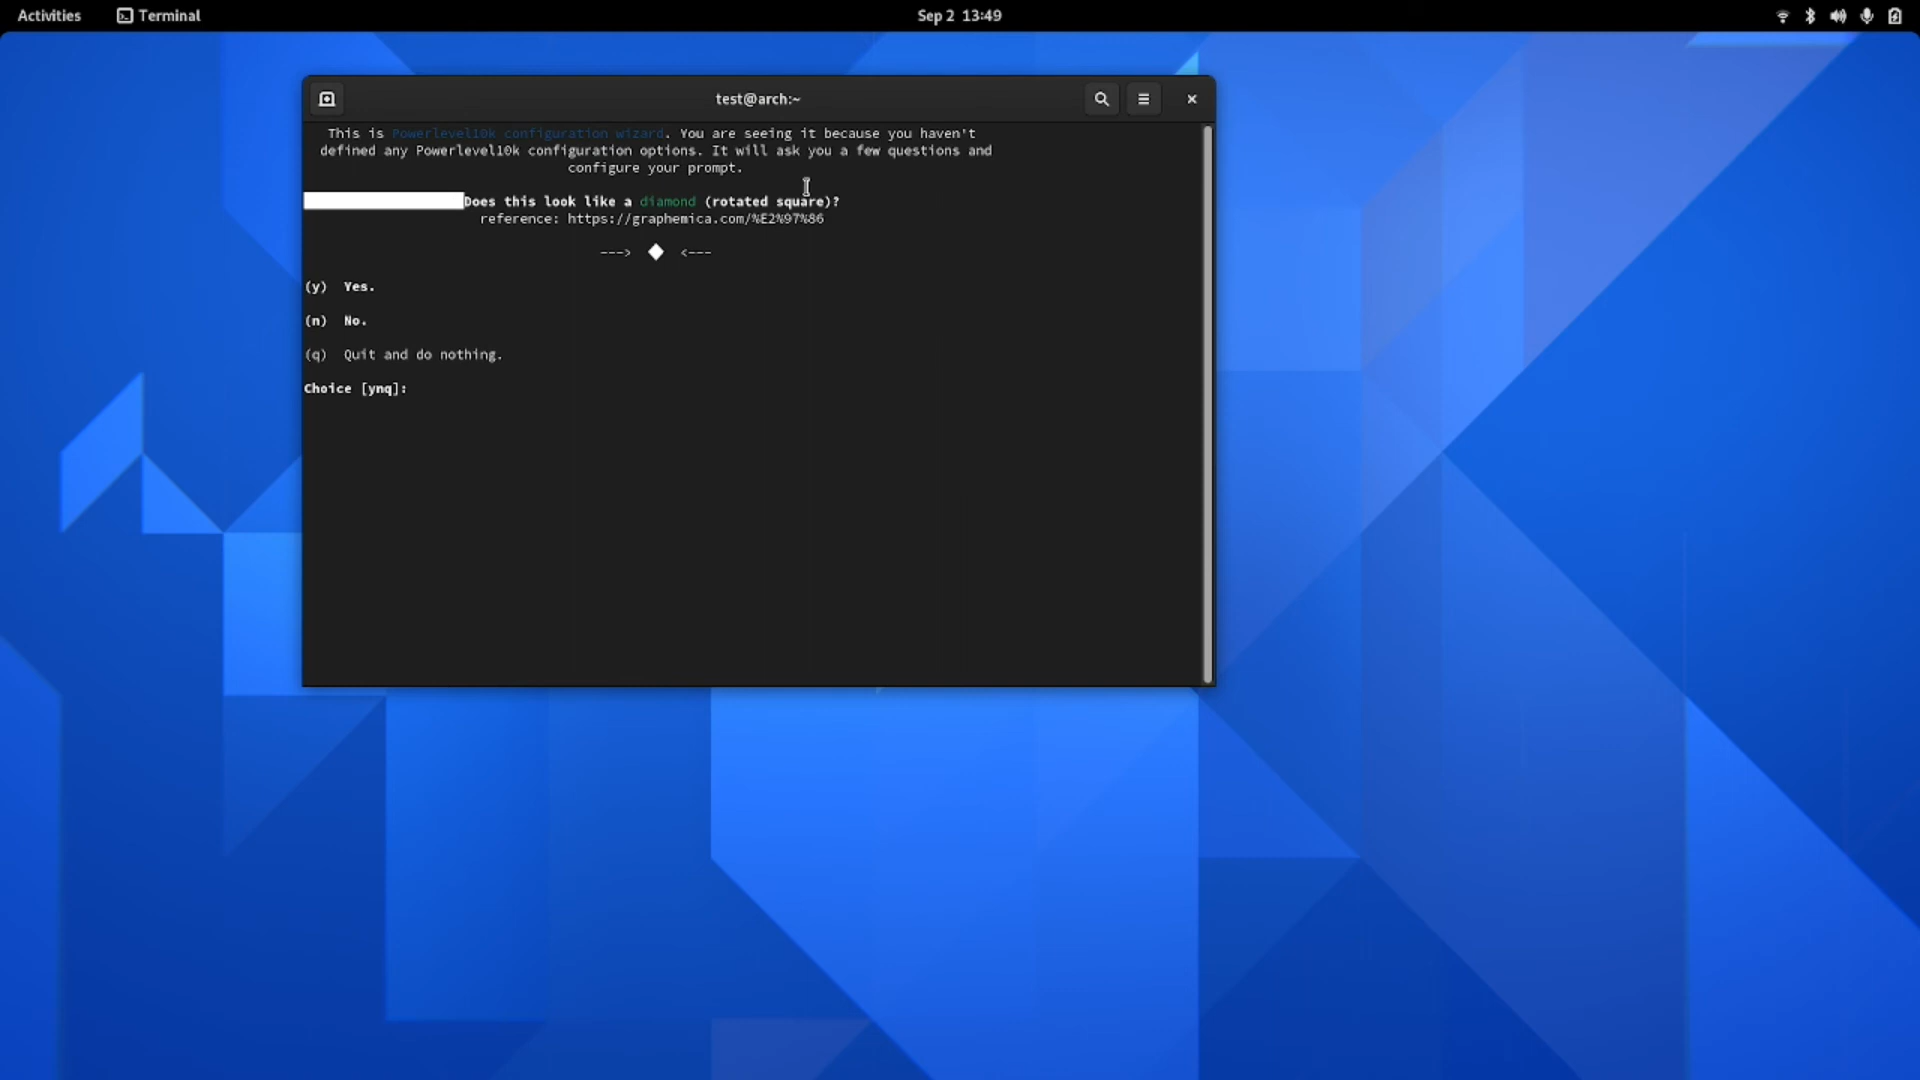 Activities Terminal Sep 2 13:49
test@arch:~
This is Powerlevel10k configuration wizard. You are seeing it because you haven't
defined any Powerlevel10k configuration options. It will ask you a few questions and
configure your prompt.
Does this look like a diamond (rotated square)?
reference: https://graphemica.com/%E2%97%86
---> ◆ <---
(y) Yes.
(n) No.
(q) Quit and do nothing.
Choice [ynq]: